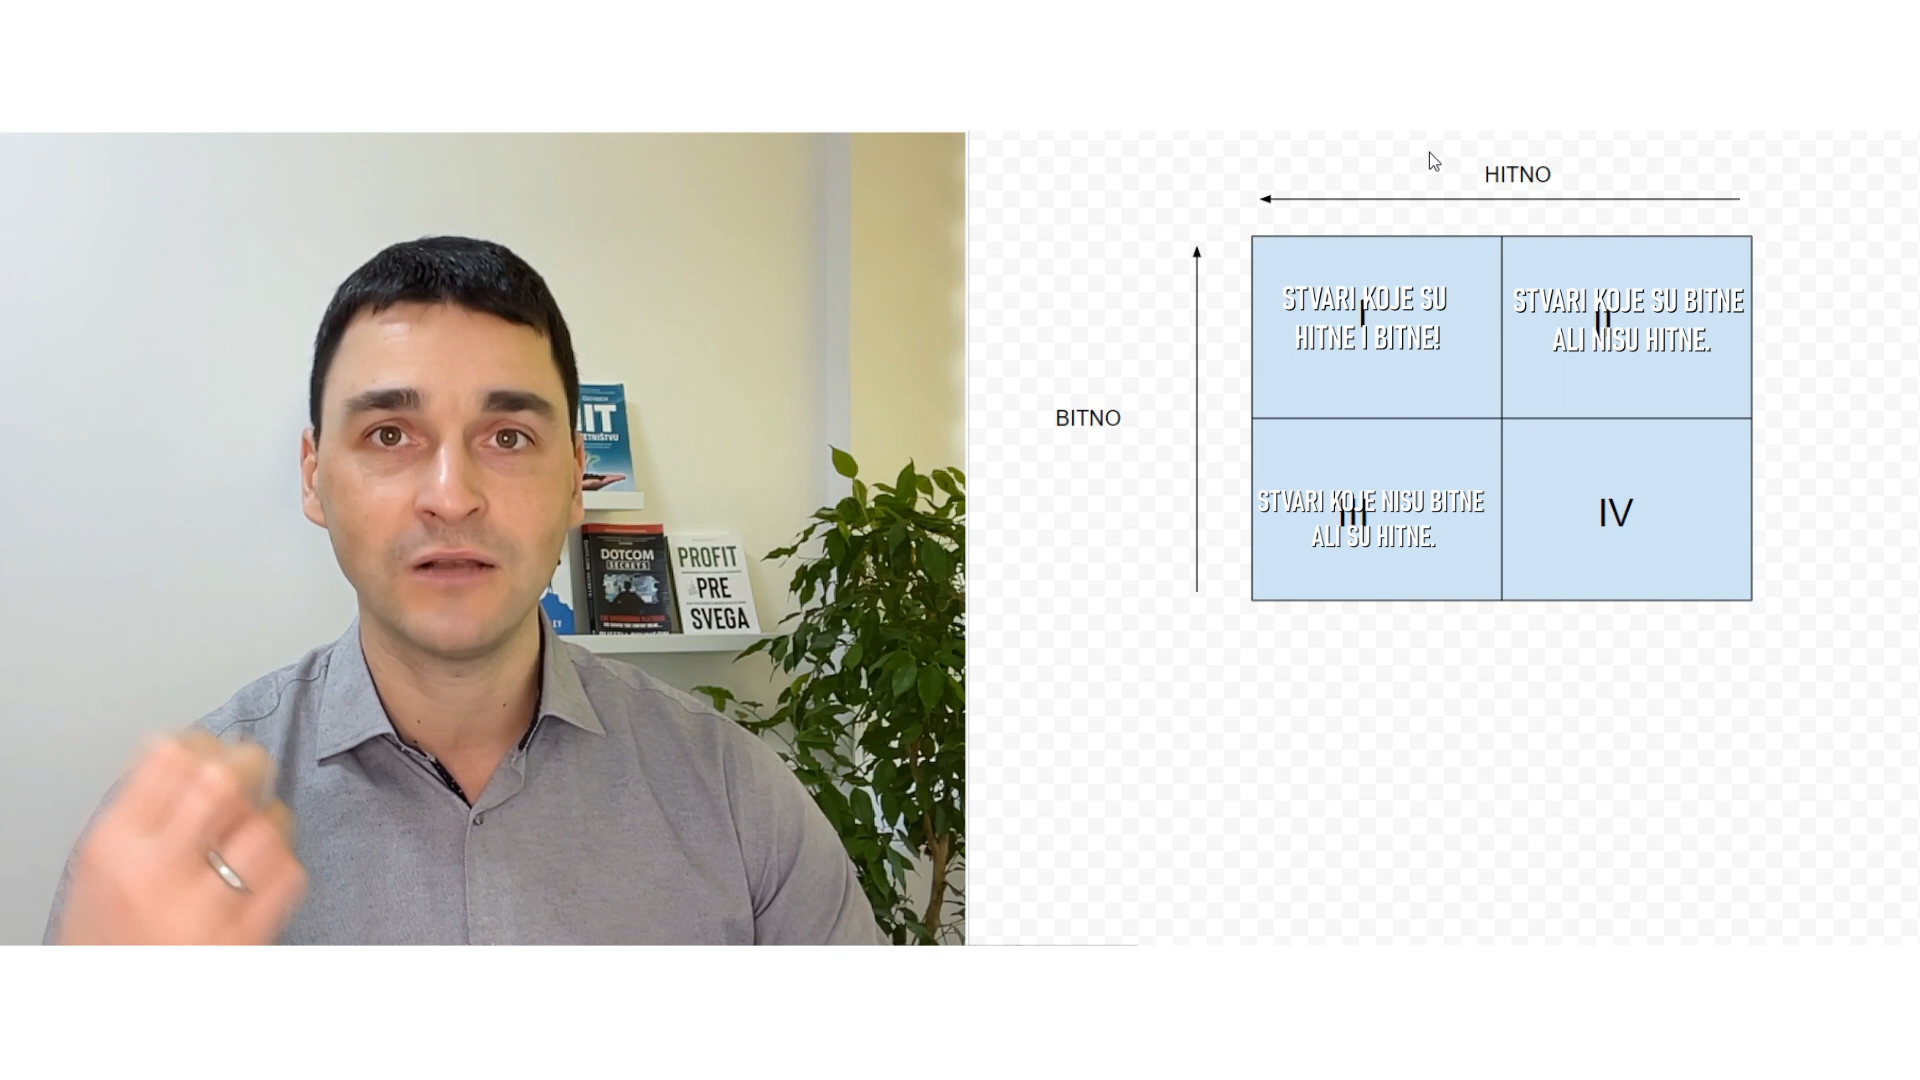 HITNO
BITNO
STVARI KOJE SU
HITNE I BITNE!
I
STVARI KOJE SU BITNE
ALI NISU HITNE.
II
STVARI KOJE NISU BITNE
ALI SU HITNE.
III
IV
DOTCOM
SECRETS
PROFIT
PRE
SVEGA